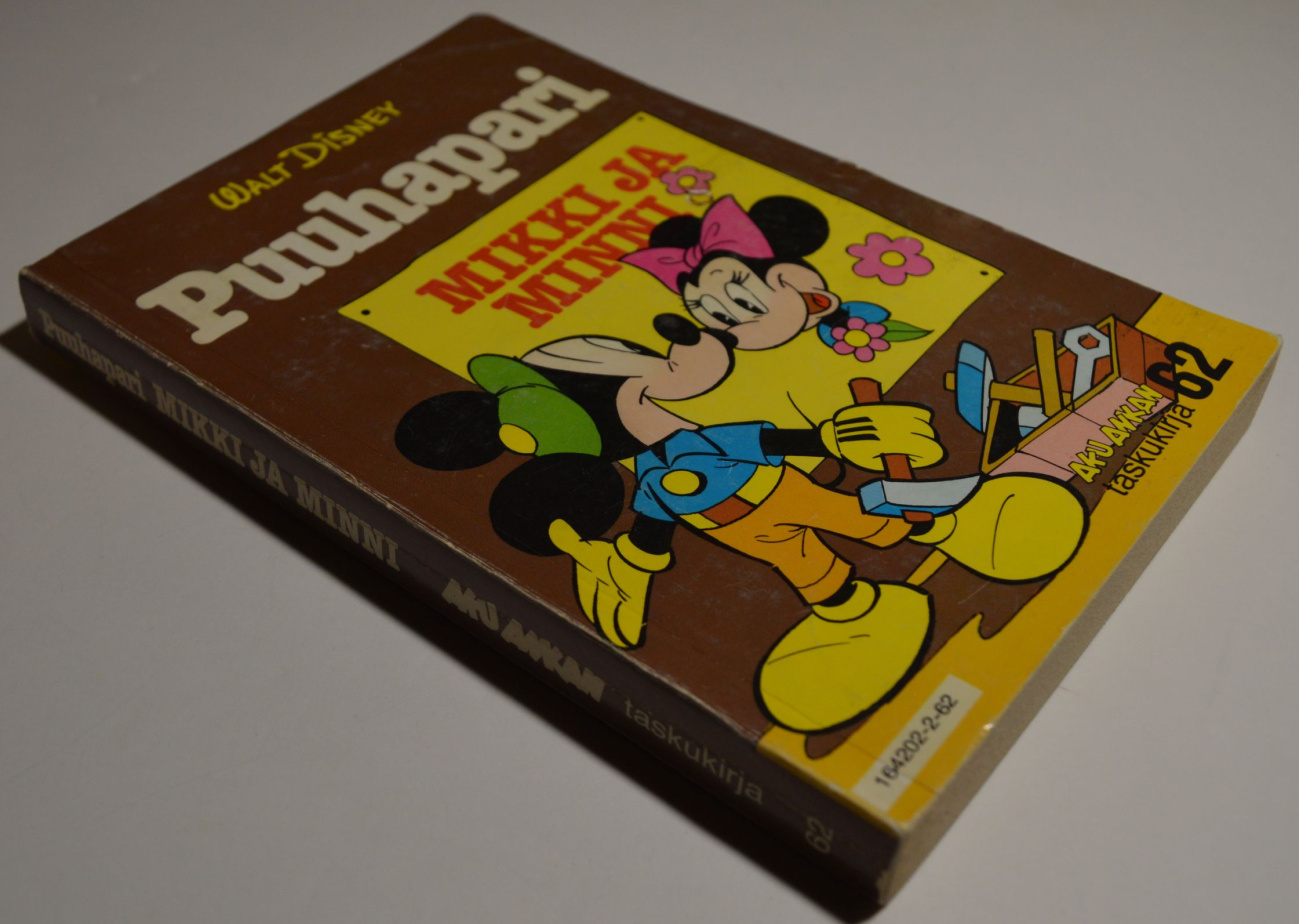 WALT DISNEY
Puuhapari
MIKKI JA
MINNI
AKU ANKAN
taskukirja 62
164202-2-62
Puuhapari MIKKI JA MINNI AKU ANKAN taskukirja 62